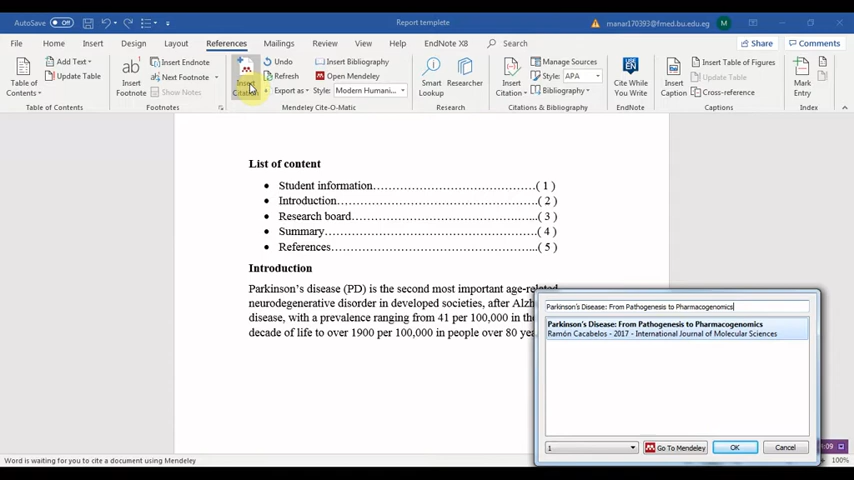 AutoSave Off Report templete manar170393@fmed.bu.edu.eg M
File Home Insert Design Layout References Mailings Review View Help EndNote X8 Search Share Comments
Table of Contents Add Text Update Table
Insert Footnote Insert Endnote Next Footnote Show Notes
Insert Citation Undo Refresh Export as Insert Bibliography Open Mendeley Style: Modern Humani...
Smart Lookup Researcher
Insert Citation Manage Sources Style: APA Bibliography
EN Cite While You Write
Insert Caption Insert Table of Figures Update Table Cross-reference
Mark Entry
Table of Contents Footnotes Mendeley Cite-O-Matic Research Citations & Bibliography EndNote Captions Index
List of content
• Student information……………………………………( 1 )
• Introduction……………………………………………( 2 )
• Research board…………………………………………( 3 )
• Summary………………………………………………( 4 )
• References……………………………………………( 5 )
Introduction
Parkinson's disease (PD) is the second most important age-related
neurodegenerative disorder in developed societies, after Alzh
disease, with a prevalence ranging from 41 per 100,000 in the
decade of life to over 1900 per 100,000 in people over 80 yea
Parkinson's Disease: From Pathogenesis to Pharmacogenomics
Parkinson's Disease: From Pathogenesis to Pharmacogenomics
Ramón Cacabelos - 2017 - International Journal of Molecular Sciences
1 Go To Mendeley OK Cancel
:09
Word is waiting for you to cite a document using Mendeley 100%